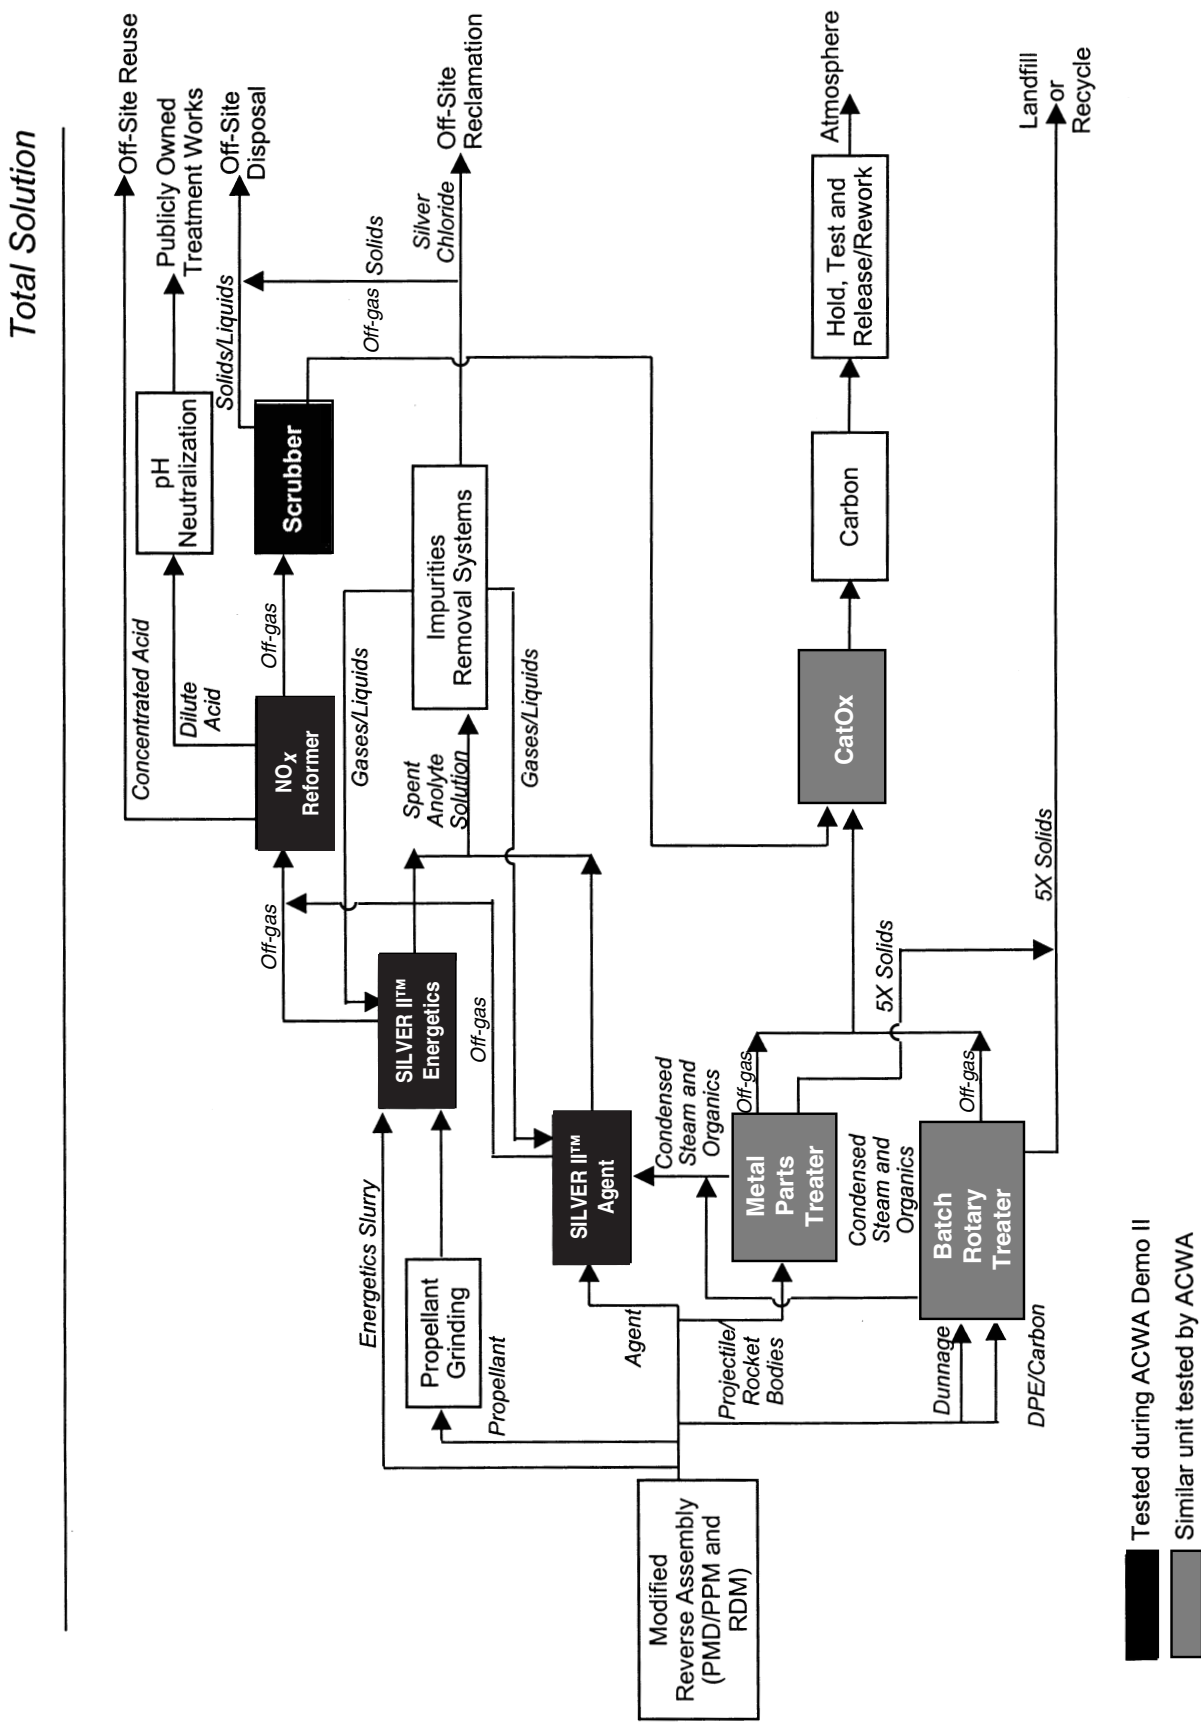 Total Solution
Off-Site Reuse
Publicly Owned
Treatment Works
Off-Site
Disposal
Off-Site
Reclamation
Atmosphere
Landfill
or
Recycle
Concentrated Acid
Dilute
Acid
pH
Neutralization
Solids/Liquids
Scrubber
Off-gas
Solids
Off-gas
Silver
Chloride
NOx
Reformer
Off-gas
Gases/Liquids
Impurities
Removal Systems
Spent
Anolyte
Solution
Gases/Liquids
SILVER II™
Energetics
Off-gas
Energetics Slurry
Propellant
Grinding
Propellant
SILVER II™
Agent
Agent
Condensed
Steam and
Organics
Metal
Parts
Treater
Off-gas
5X Solids
Projectile/
Rocket
Bodies
Condensed
Steam and
Organics
Batch
Rotary
Treater
Off-gas
5X Solids
Dunnage
DPE/Carbon
CatOx
Carbon
Hold, Test and
Release/Rework
Modified
Reverse Assembly
(PMD/PPM and
RDM)
Tested during ACWA Demo II
Similar unit tested by ACWA